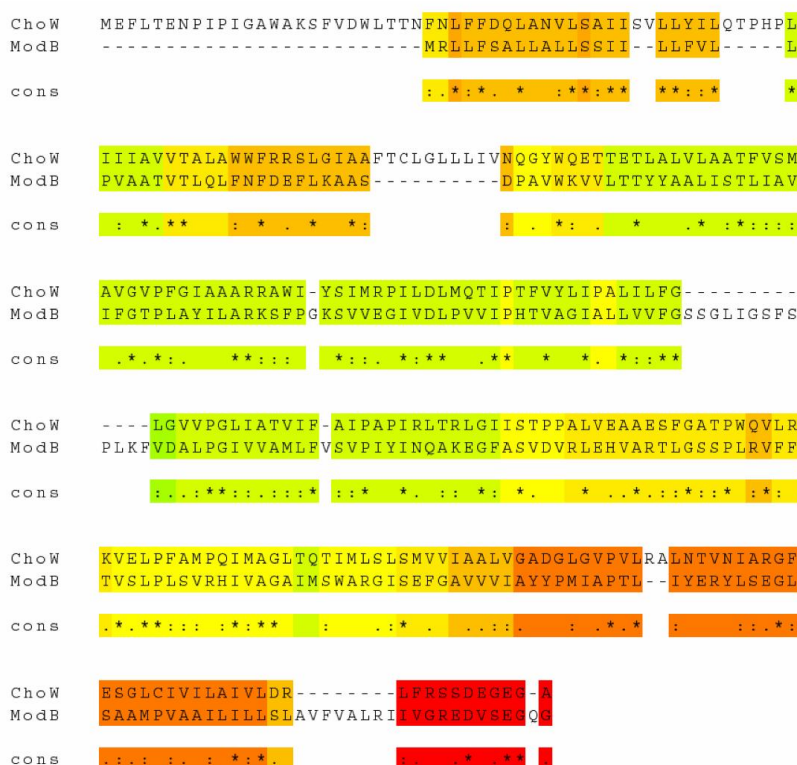 ChoW MEFLTENPIPIGAWAKSFVDWLTTNFNLFFDQLANVLSAIISVLLYILQTPHPL
ModB -------------------------MRLLFSALLALLSSII--LLFVL-----L
cons :.*:*. * .:**:** **::* *
ChoW IIIAVVTALAWWFRRSLGIAAFTCLGLLLIVNQGYWQETTETLALVLAATFVSM
ModB PVAATVTLQLFNFDEFLKAAS----------DPAVWKVVLTTYYAALISTLIAV
cons : *.** : * . * *: : . *: . * .* :*::::
ChoW AVGVPFGIAAARRAWI-YSIMRPILDLMQTIPTFVYLIPALILFG---------
ModB IFGTPLAYILARKSFPGKSVVEGIVDLPVVIPHTVAGIALLVVFGSSGLIGSFS
cons .*.*:. **::: *::. *:** .** * *. *::**
ChoW ----LGVVPGLIATVIF-AIPAPIRLTRLGIISTPPALVEAAESFGATPWQVLR
ModB PLKFVDALPGIVVAMLFVSVPIYINQAKEGFASVDVRLEHVARTLGSSPLRVFF
cons :..:**::.:::* ::* *. :: *: *. * .*.::*::* :*:
ChoW KVELPFAMPQIMAGLTQTIMLSLSMVVIAALVGADGLGVPVLRALNTVNIARGF
ModB TVSLPLSVRHIVAGAIMSWARGISEFGAVVVIAYYPMIAPTL--IYERYLSEGL
cons .*.**::: :*:** : .:* . ..::. : .*.* : ::.*:
ChoW ESGLCIVILAIVLDR--------LFRSSDEGEG-A
ModB SAAMPVAAILILLSLAVFVALRIIVGREDVSEGQG
cons .:.: :. : *:*. :. .* .** .